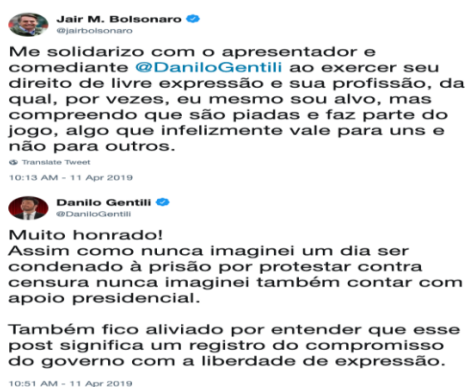 Jair M. Bolsonaro
@jairbolsonaro
Me solidarizo com o apresentador e
comediante @DaniloGentili ao exercer seu
direito de livre expressão e sua profissão, da
qual, por vezes, eu mesmo sou alvo, mas
compreendo que são piadas e faz parte do
jogo, algo que infelizmente vale para uns e
não para outros.
Translate Tweet
10:13 AM - 11 Apr 2019
Danilo Gentili
@DaniloGentili
Muito honrado!
Assim como nunca imaginei um dia ser
condenado à prisão por protestar contra
censura nunca imaginei também contar com
apoio presidencial.
Também fico aliviado por entender que esse
post significa um registro do compromisso
do governo com a liberdade de expressão.
10:51 AM - 11 Apr 2019